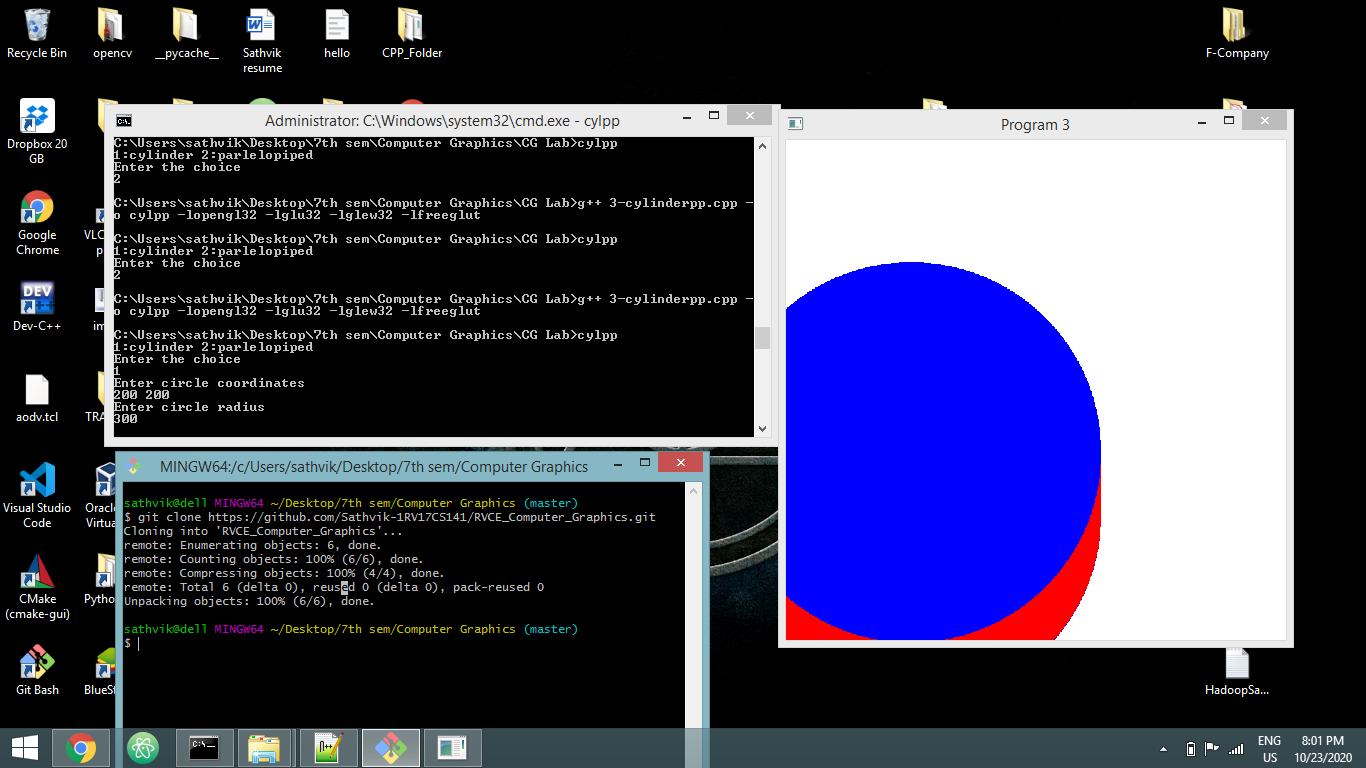 Recycle Bin
opencv
__pycache__
Sathvik
resume
hello
CPP_Folder
F-Company
Dropbox 20
GB
Google
Chrome
VLC
p
Dev-C++
im
aodv.tcl
TRA
Visual Studio
Code
Oracl
Virtua
CMake
(cmake-gui)
Python
Git Bash
BlueSt
HadoopSa...
Administrator: C:\Windows\system32\cmd.exe - cylpp
C:\Users\sathvik\Desktop\7th sem\Computer Graphics\CG Lab>cylpp
1:cylinder 2:parlelopiped
Enter the choice
2
C:\Users\sathvik\Desktop\7th sem\Computer Graphics\CG Lab>g++ 3-cylinderpp.cpp -
o cylpp -lopengl32 -lglu32 -lglew32 -lfreeglut
C:\Users\sathvik\Desktop\7th sem\Computer Graphics\CG Lab>cylpp
1:cylinder 2:parlelopiped
Enter the choice
2
C:\Users\sathvik\Desktop\7th sem\Computer Graphics\CG Lab>g++ 3-cylinderpp.cpp -
o cylpp -lopengl32 -lglu32 -lglew32 -lfreeglut
C:\Users\sathvik\Desktop\7th sem\Computer Graphics\CG Lab>cylpp
1:cylinder 2:parlelopiped
Enter the choice
1
Enter circle coordinates
200 200
Enter circle radius
300
Program 3
MINGW64:/c/Users/sathvik/Desktop/7th sem/Computer Graphics
sathvik@dell MINGW64 ~/Desktop/7th sem/Computer Graphics (master)
$ git clone https://github.com/Sathvik-1RV17CS141/RVCE_Computer_Graphics.git
Cloning into 'RVCE_Computer_Graphics'...
remote: Enumerating objects: 6, done.
remote: Counting objects: 100% (6/6), done.
remote: Compressing objects: 100% (4/4), done.
remote: Total 6 (delta 0), reused 0 (delta 0), pack-reused 0
Unpacking objects: 100% (6/6), done.
sathvik@dell MINGW64 ~/Desktop/7th sem/Computer Graphics (master)
$
ENG
US
8:01 PM
10/23/2020